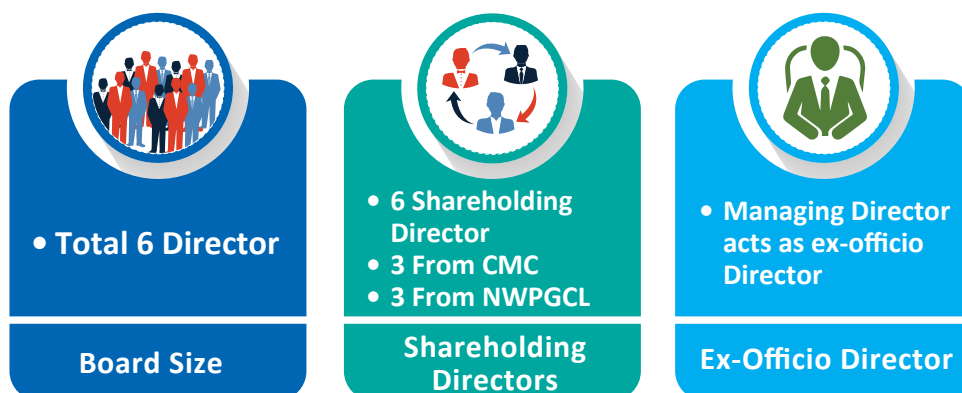 • Total 6 Director
Board Size
• 6 Shareholding
Director
• 3 From CMC
• 3 From NWPGCL
Shareholding
Directors
• Managing Director
acts as ex-officio
Director
Ex-Officio Director